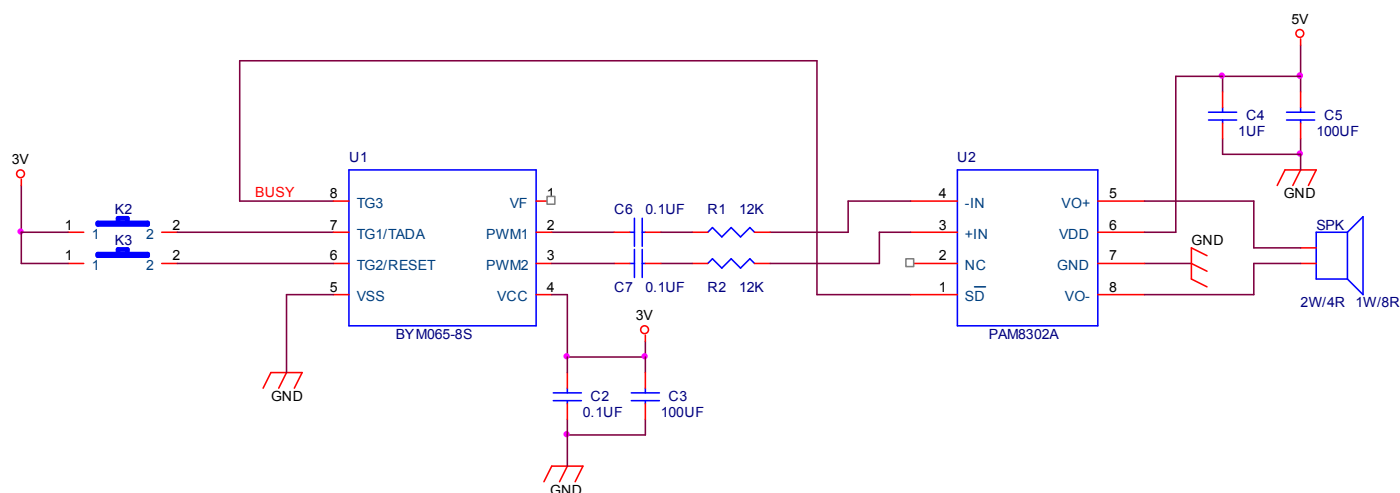 5V
C4
1UF
C5
100UF
GND
3V
BUSY
K2
1
1
2
2
K3
1
1
2
2
U1
8
TG3
7
TG1/TADA
6
TG2/RESET
5
VSS
VF
1
PWM1
2
PWM2
3
VCC
4
BYM065-8S
GND
C6
0.1UF
R1
12K
C7
0.1UF
R2
12K
3V
C2
0.1UF
C3
100UF
GND
U2
4
-IN
3
+IN
2
NC
1
SD
VO+
5
VDD
6
GND
7
VO-
8
PAM8302A
GND
SPK
2W/4R
1W/8R